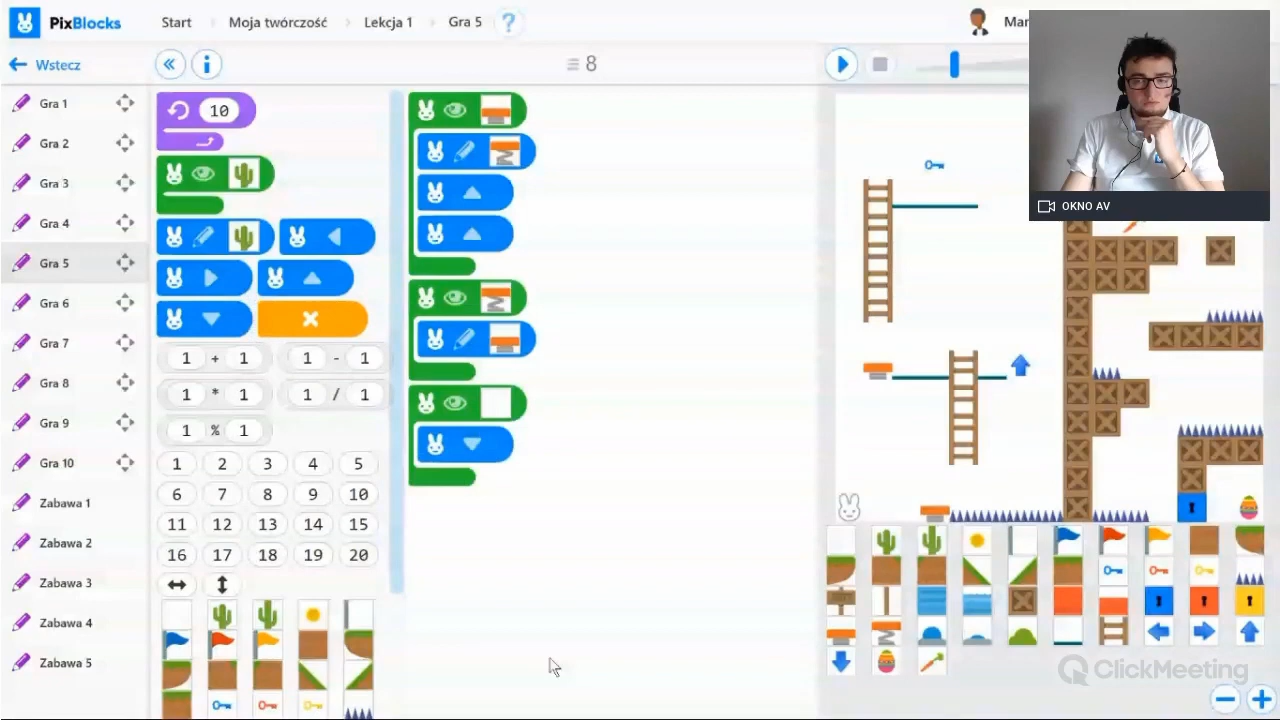 PixBlocks Start Moja twórczość Lekcja 1 Gra 5 ? Mar
Wstecz 8
Gra 1
Gra 2
Gra 3
Gra 4
Gra 5
Gra 6
Gra 7
Gra 8
Gra 9
Gra 10
Zabawa 1
Zabawa 2
Zabawa 3
Zabawa 4
Zabawa 5
10
1 + 1 1 - 1
1 * 1 1 / 1
1 % 1
1 2 3 4 5
6 7 8 9 10
11 12 13 14 15
16 17 18 19 20
OKNO AV
ClickMeeting